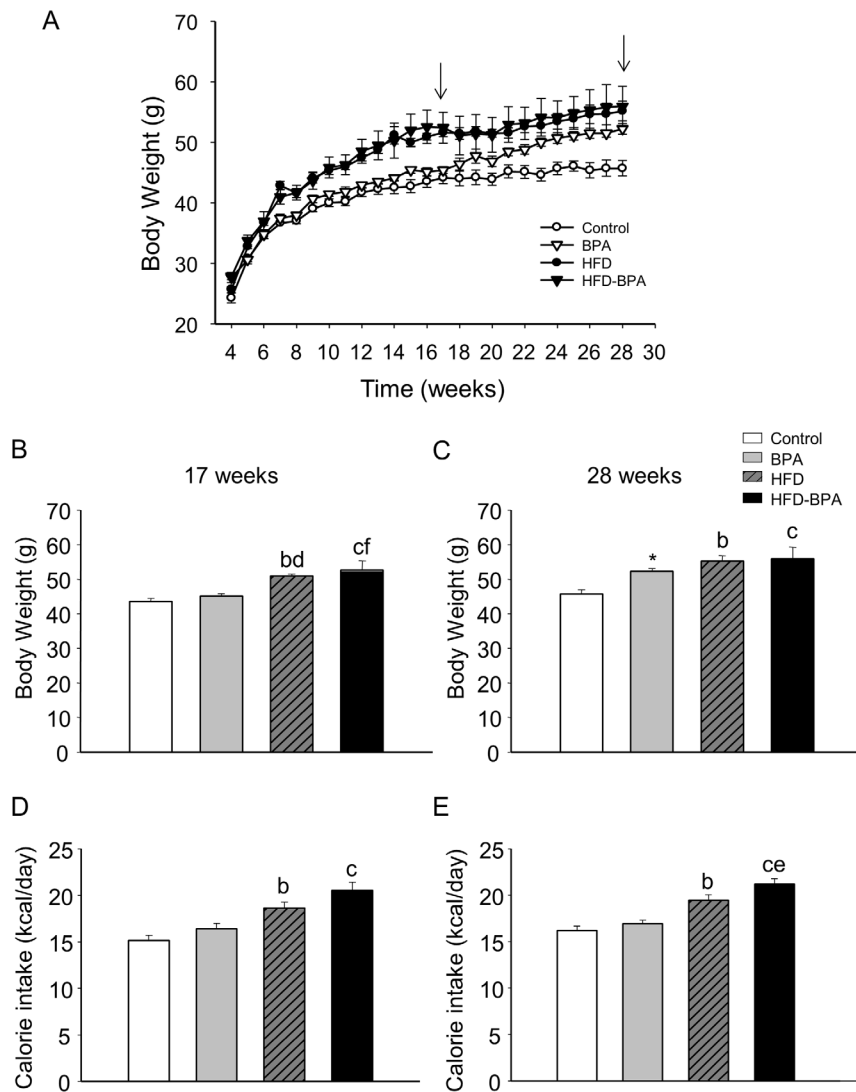 A
Body Weight (g)
70
60
50
40
30
20
Control
BPA
HFD
HFD-BPA
4 6 8 10 12 14 16 18 20 22 24 26 28 30
Time (weeks)
B
17 weeks
Body Weight (g)
70
60
50
40
30
20
10
0
bd
cf
C
28 weeks
Control
BPA
HFD
HFD-BPA
Body Weight (g)
70
60
50
40
30
20
10
0
*
b
c
D
Calorie intake (kcal/day)
25
20
15
10
5
0
b
c
E
Calorie intake (kcal/day)
25
20
15
10
5
0
b
ce